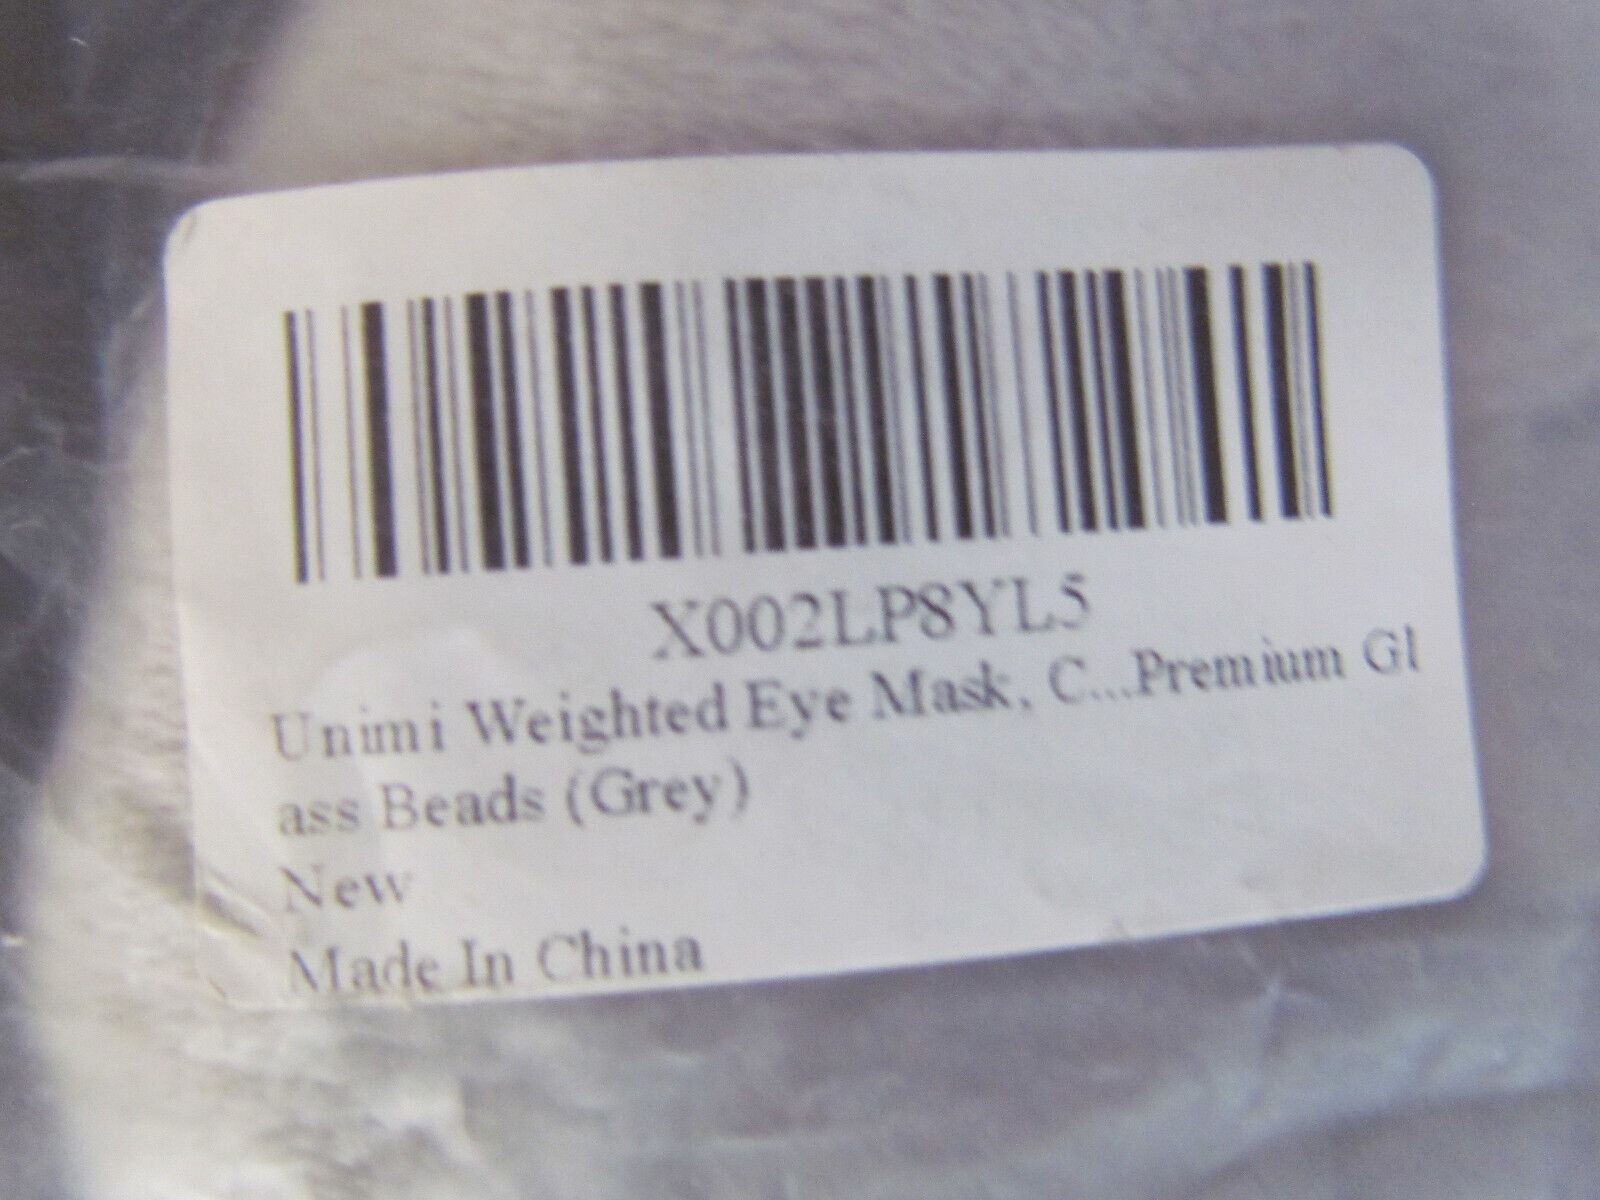 X002LP8YL5
Unimi Weighted Eye Mask, C...Premium Gl
ass Beads (Grey)
New
Made In China